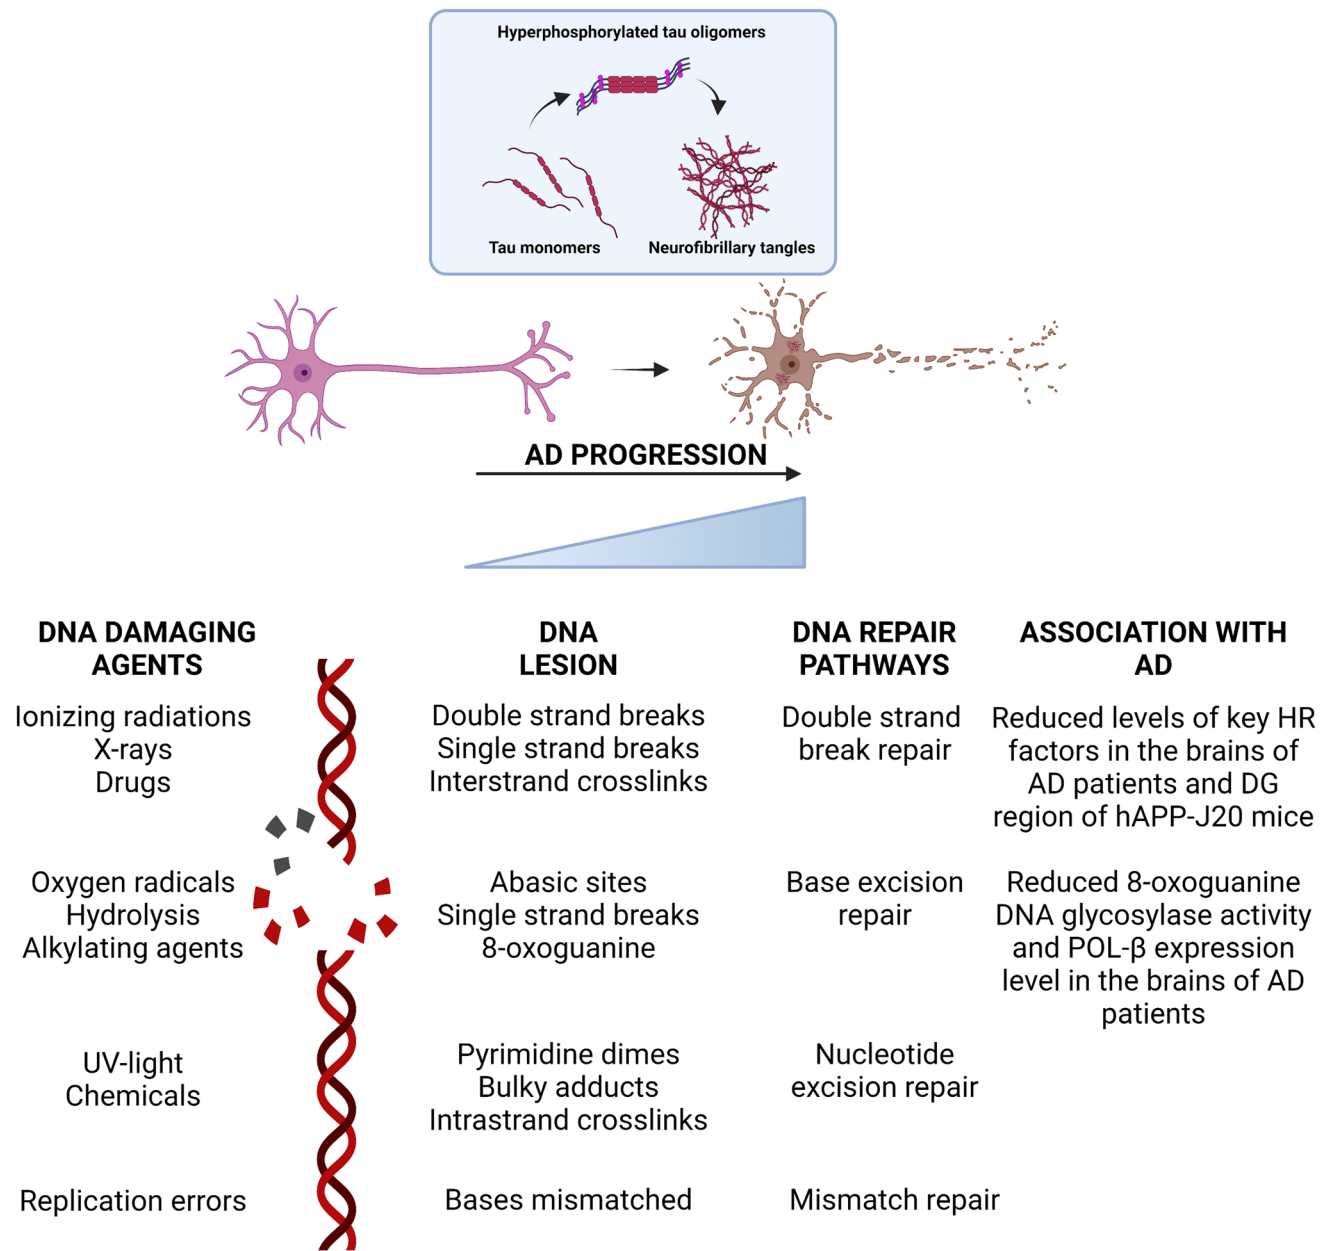 Hyperphosphorylated tau oligomers
Tau monomers
Neurofibrillary tangles
AD PROGRESSION
DNA DAMAGING
AGENTS
DNA
LESION
DNA REPAIR
PATHWAYS
ASSOCIATION WITH
AD
Ionizing radiations
X-rays
Drugs
Double strand breaks
Single strand breaks
Interstrand crosslinks
Double strand
break repair
Reduced levels of key HR
factors in the brains of
AD patients and DG
region of hAPP-J20 mice
Oxygen radicals
Hydrolysis
Alkylating agents
Abasic sites
Single strand breaks
8-oxoguanine
Base excision
repair
Reduced 8-oxoguanine
DNA glycosylase activity
and POL-β expression
level in the brains of AD
patients
UV-light
Chemicals
Pyrimidine dimes
Bulky adducts
Intrastrand crosslinks
Nucleotide
excision repair
Replication errors
Bases mismatched
Mismatch repair